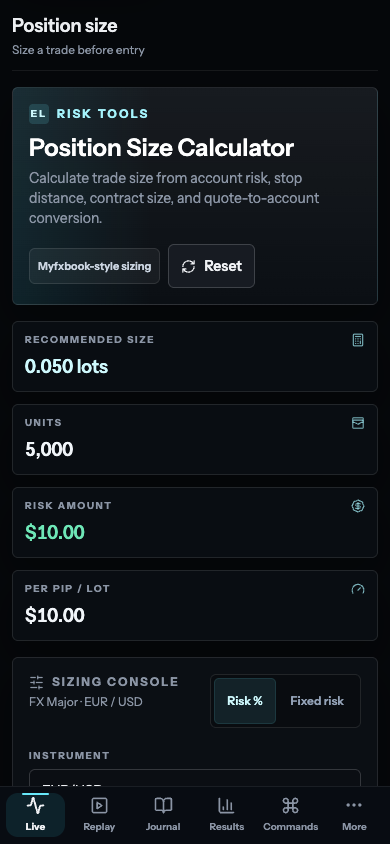 Position size
Size a trade before entry
EL RISK TOOLS
Position Size Calculator
Calculate trade size from account risk, stop
distance, contract size, and quote-to-account
conversion.
Myfxbook-style sizing
Reset
RECOMMENDED SIZE
0.050 lots
UNITS
5,000
RISK AMOUNT
$10.00
PER PIP / LOT
$10.00
SIZING CONSOLE
FX Major · EUR / USD
Risk %
Fixed risk
INSTRUMENT
Live
Replay
Journal
Results
Commands
More